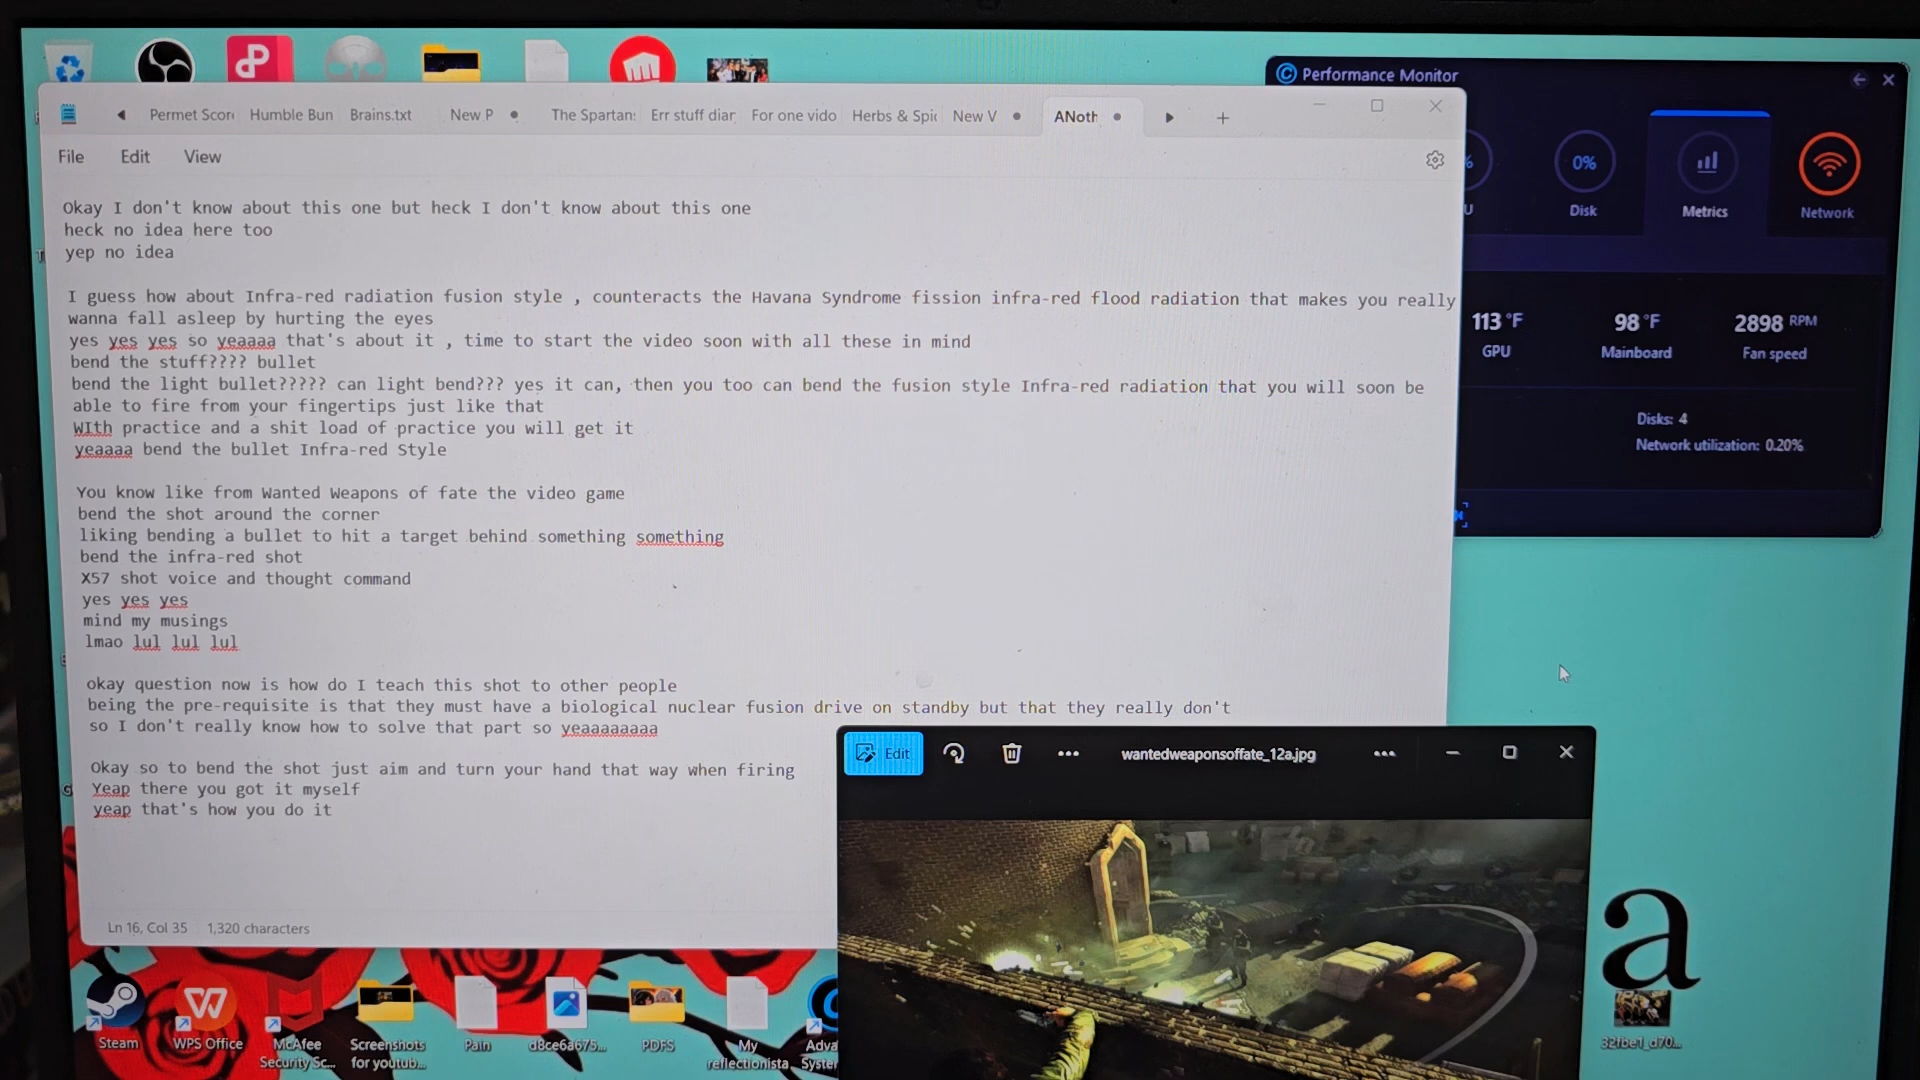 Performance Monitor
Permet Scor
Humble Bun
Brains.txt
New P
The Spartan
Err stuff diar
For one vido
Herbs & Spic
New V
ANoth
File
Edit
View
0%
U
Disk
Metrics
Network
Okay I don't know about this one but heck I don't know about this one
heck no idea here too
yep no idea
I guess how about Infra-red radiation fusion style , counteracts the Havana Syndrome fission infra-red flood radiation that makes you really
wanna fall asleep by hurting the eyes
yes yes yes so yeaaaa that's about it , time to start the video soon with all these in mind
bend the stuff???? bullet
bend the light bullet????? can light bend??? yes it can, then you too can bend the fusion style Infra-red radiation that you will soon be
able to fire from your fingertips just like that
WIth practice and a shit load of practice you will get it
yeaaaa bend the bullet Infra-red Style
You know like from Wanted Weapons of fate the video game
bend the shot around the corner
liking bending a bullet to hit a target behind something something
bend the infra-red shot
X57 shot voice and thought command
yes yes yes
mind my musings
lmao lul lul lul
okay question now is how do I teach this shot to other people
being the pre-requisite is that they must have a biological nuclear fusion drive on standby but that they really don't
so I don't really know how to solve that part so yeaaaaaaaa
Okay so to bend the shot just aim and turn your hand that way when firing
Yeap there you got it myself
yeap that's how you do it
Ln 16, Col 35
1,320 characters
113 °F
GPU
98 °F
Mainboard
2898 RPM
Fan speed
Disks: 4
Network utilization: 0.20%
Edit
wantedweaponsoffate_12a.jpg
a
Steam
WPS Office
McAfee
Security Sc...
Screenshots
for youtub...
Pain
d8ce6a675...
PDFS
My
reflectionista
Adva
Syster
32fbe1_d70...